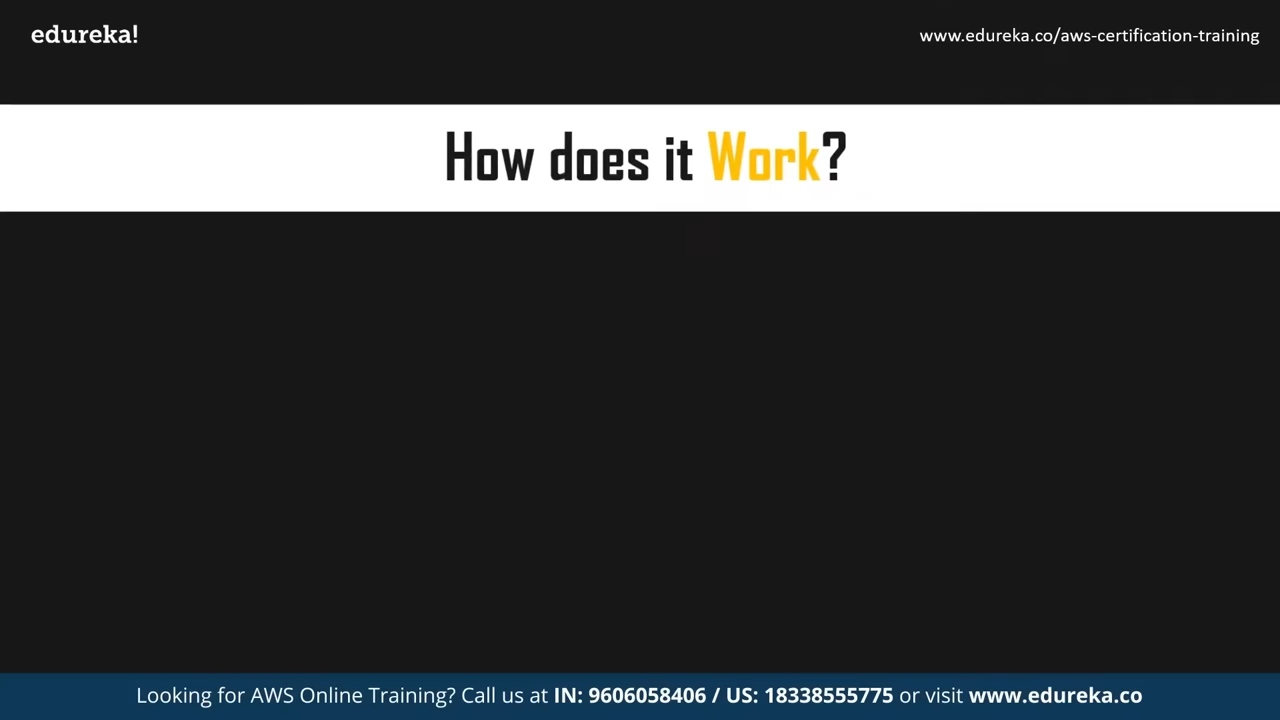 edureka!
www.edureka.co/aws-certification-training
How does it Work?
Looking for AWS Online Training? Call us at IN: 9606058406 / US: 18338555775 or visit www.edureka.co